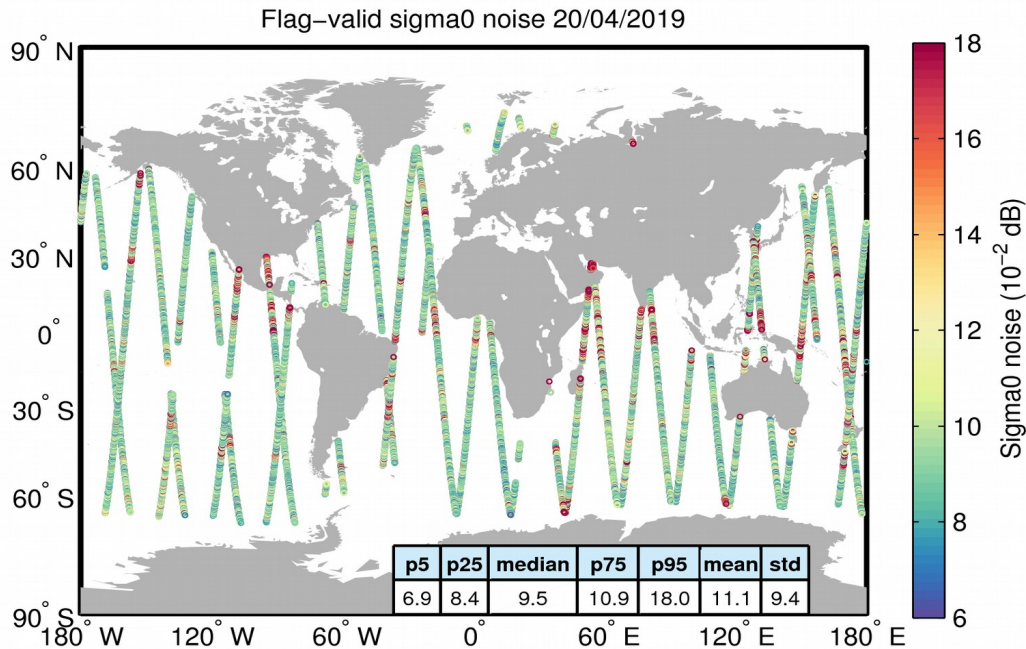 Flag−valid sigma0 noise 20/04/2019
90° N
60° N
30° N
0°
30° S
60° S
90° S
180° W
120° W
60° W
0°
60° E
120° E
180° E
p5 p25 median p75 p95 mean std
6.9 8.4 9.5 10.9 18.0 11.1 9.4
18
16
14
12
10
8
6
Sigma0 noise (10⁻² dB)